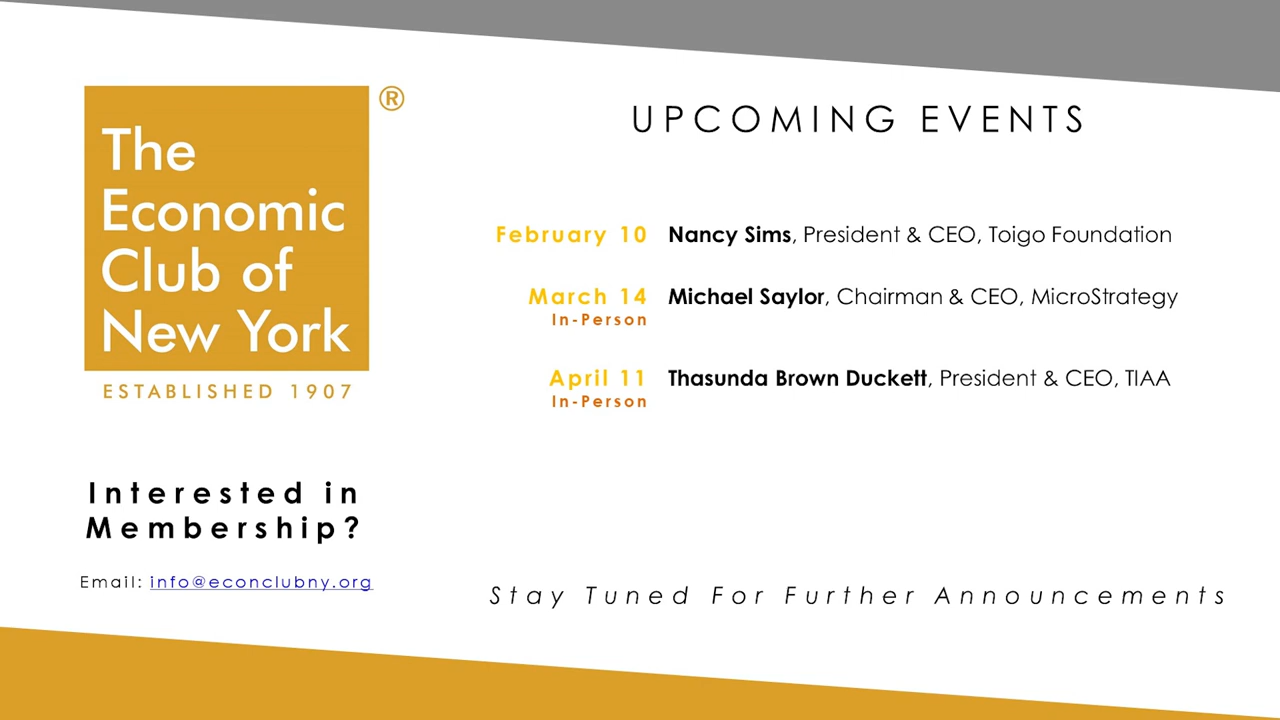 The
Economic
Club of
New York
®
ESTABLISHED 1907
Interested in
Membership?
Email: info@econclubny.org
UPCOMING EVENTS
February 10 Nancy Sims, President & CEO, Toigo Foundation
March 14 Michael Saylor, Chairman & CEO, MicroStrategy
In-Person
April 11 Thasunda Brown Duckett, President & CEO, TIAA
In-Person
Stay Tuned For Further Announcements